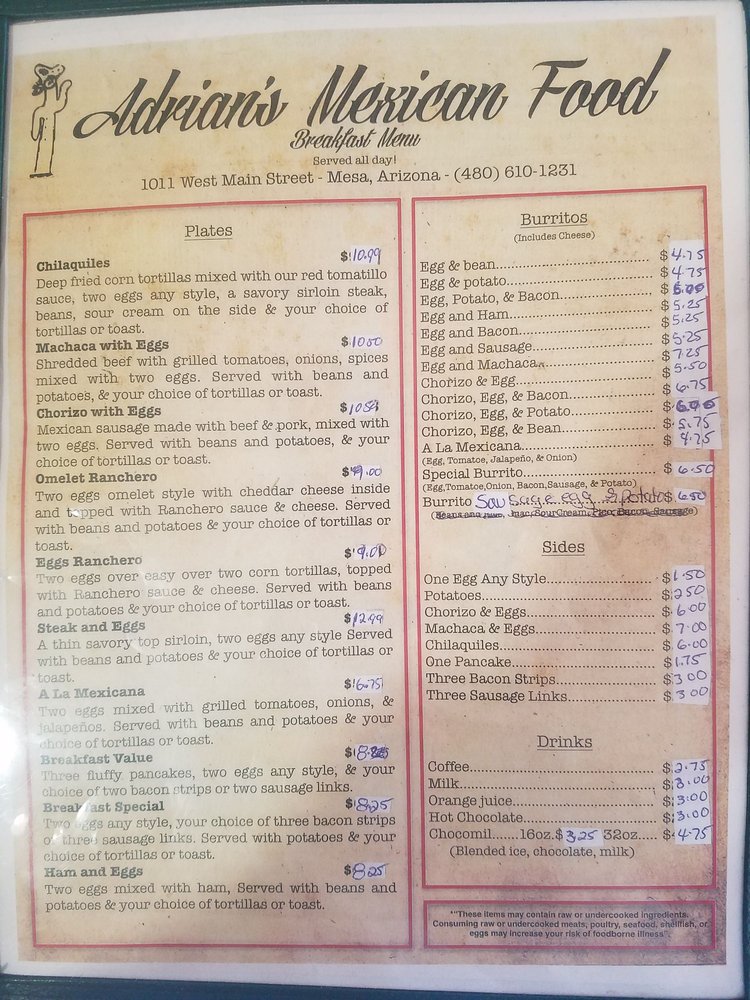 Adrian's Mexican Food
Breakfast Menu
Served all day!
1011 West Main Street - Mesa, Arizona - (480) 610-1231
Plates
Chilaquiles $10.99
Deep fried corn tortillas mixed with our red tomatillo
sauce, two eggs any style, a savory sirloin steak,
beans, sour cream on the side & your choice of
tortillas or toast.
Machaca with Eggs $10.50
Shredded beef with grilled tomatoes, onions, spices
mixed with two eggs. Served with beans and
potatoes, & your choice of tortillas or toast.
Chorizo with Eggs $
Mexican sausage made with beef & pork, mixed with
two eggs. Served with beans and potatoes, & your
choice of tortillas or toast.
Omelet Ranchero $9.00
Two eggs omelet style with cheddar cheese inside
and topped with Ranchero sauce & cheese. Served
with beans and potatoes & your choice of tortillas or
toast.
Eggs Ranchero $9.00
Two eggs over easy over two corn tortillas, topped
with Ranchero sauce & cheese. Served with beans
and potatoes & your choice of tortillas or toast.
Steak and Eggs $12.99
A thin savory top sirloin, two eggs any style Served
with beans and potatoes & your choice of tortillas or
toast.
A La Mexicana $6.75
Two eggs mixed with grilled tomatoes, onions, &
jalapeños. Served with beans and potatoes & your
choice of tortillas or toast.
Breakfast Value $
Three fluffy pancakes, two eggs any style, & your
choice of two bacon strips or two sausage links.
Breakfast Special $8.25
Two eggs any style, your choice of three bacon strips
or three sausage links. Served with potatoes & your
choice of tortillas or toast.
Ham and Eggs $8.25
Two eggs mixed with ham, Served with beans and
potatoes & your choice of tortillas or toast.
Burritos
(Includes Cheese)
Egg & bean $4.75
Egg & potato $4.75
Egg, Potato, & Bacon $
Egg and Ham $5.25
Egg and Bacon $5.25
Egg and Sausage $5.25
Egg and Machaca $7.25
Chorizo & Egg $5.50
Chorizo, Egg, & Bacon $6.75
Chorizo, Egg, & Potato $
Chorizo, Egg, & Bean $5.75
A La Mexicana $4.75
(Egg, Tomatoe, Jalapeño, & Onion)
Special Burrito $6.50
(Egg,Tomatoe,Onion, Bacon,Sausage, & Potato)
Burrito egg & potato $6.50
Sides
One Egg Any Style $1.50
Potatoes $2.50
Chorizo & Eggs $6.00
Machaca & Eggs $7.00
Chilaquiles $6.00
One Pancake $1.75
Three Bacon Strips $3.00
Three Sausage Links $3.00
Drinks
Coffee $2.75
Milk $3.00
Orange juice $3.00
Hot Chocolate $3.00
Chocomil......16oz.$3.25 32oz..... $4.75
(Blended ice, chocolate, milk)
*"These items may contain raw or undercooked ingredients.
Consuming raw or undercooked meats, poultry, seafood, shellfish, or
eggs may increase your risk of foodborne illness".